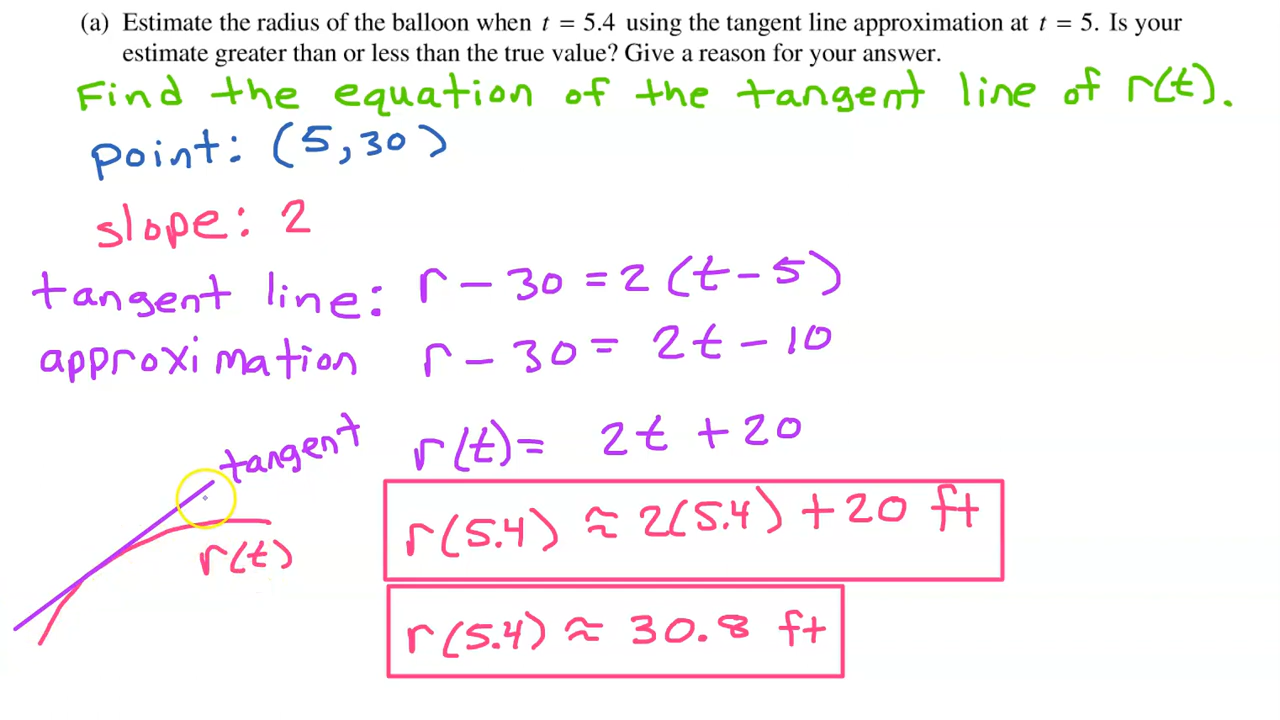 (a) Estimate the radius of the balloon when t = 5.4 using the tangent line approximation at t = 5. Is your
estimate greater than or less than the true value? Give a reason for your answer.
Find the equation of the tangent line of r(t).
point: (5,30)
slope: 2
tangent line: r - 30 = 2 (t - 5)
approximation r - 30 = 2t - 10
tangent r(t) = 2t + 20
r(5.4) ≈ 2(5.4) + 20 ft
r(t)
r(5.4) ≈ 30.8 ft